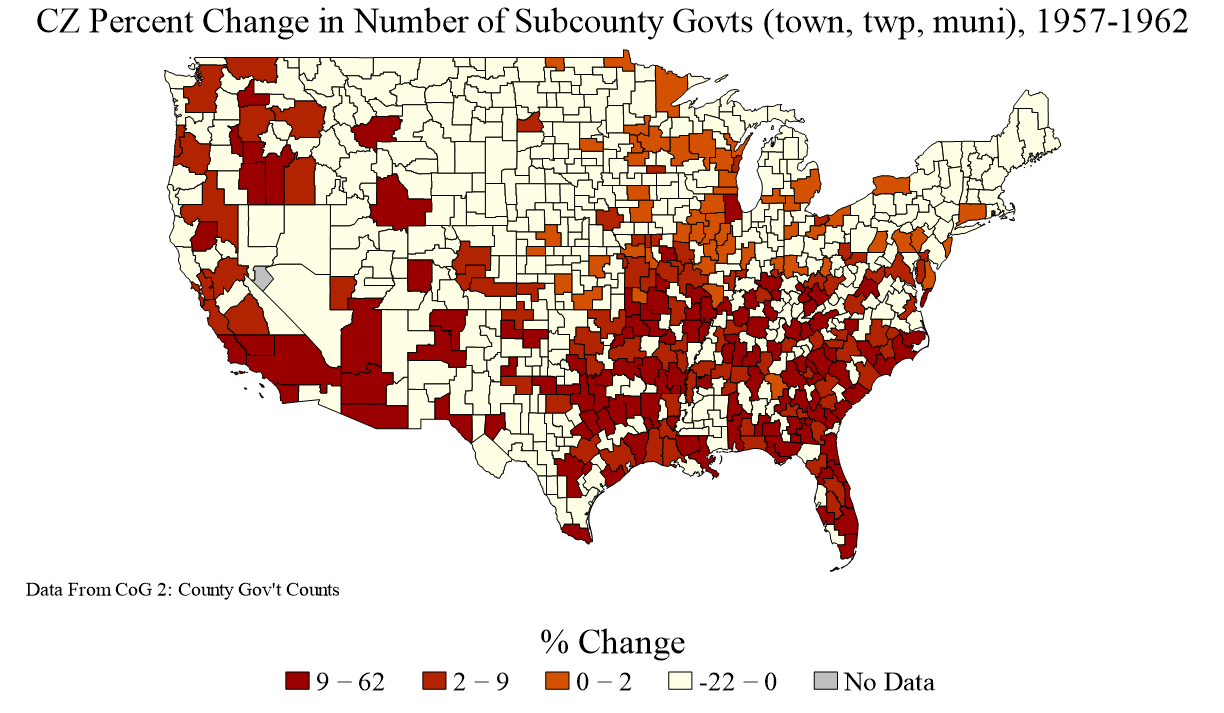 CZ Percent Change in Number of Subcounty Govts (town, twp, muni), 1957-1962
Data From CoG 2: County Gov't Counts
% Change
9 − 62 2 − 9 0 − 2 -22 − 0 No Data